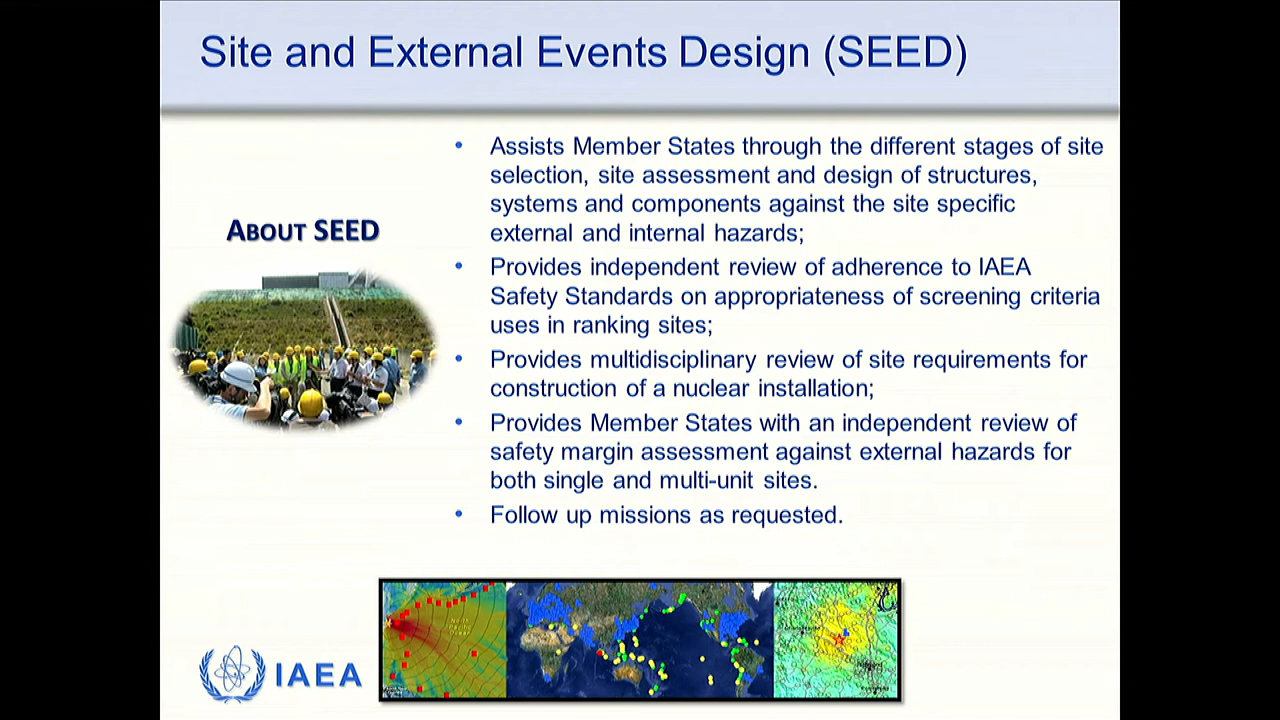 Site and External Events Design (SEED)
• Assists Member States through the different stages of site
selection, site assessment and design of structures,
systems and components against the site specific
external and internal hazards;
ABOUT SEED
• Provides independent review of adherence to IAEA
Safety Standards on appropriateness of screening criteria
uses in ranking sites;
• Provides multidisciplinary review of site requirements for
construction of a nuclear installation;
• Provides Member States with an independent review of
safety margin assessment against external hazards for
both single and multi-unit sites.
• Follow up missions as requested.
North
Pacific
Ocean
IAEA